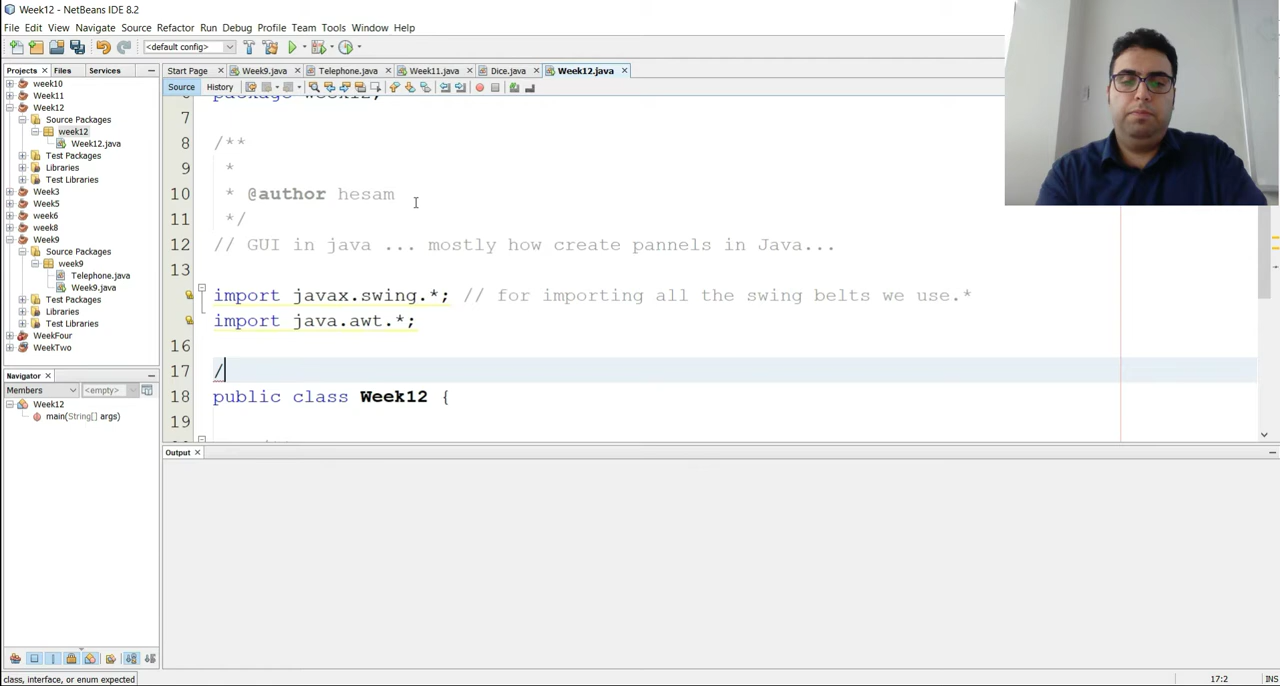 Week12 - NetBeans IDE 8.2
File Edit View Navigate Source Refactor Run Debug Profile Team Tools Window Help
<default config>
Projects Files Services
Start Page Week9.java Telephone.java Week11.java Dice.java Week12.java
Source History
week10
Week11
Week12
Source Packages
week12
Week12.java
Test Packages
Libraries
Test Libraries
Week3
Week5
week6
week8
Week9
Source Packages
week9
Telephone.java
Week9.java
Test Packages
Libraries
Test Libraries
WeekFour
WeekTwo
Navigator
Members <empty>
Week12
main(String[] args)
package week12;
7
8 /**
9 *
10 * @author hesam
11 */
12 // GUI in java ... mostly how create pannels in Java...
13
import javax.swing.*; // for importing all the swing belts we use.*
import java.awt.*;
16
17 /
18 public class Week12 {
19
Output
class, interface, or enum expected
17:2 INS